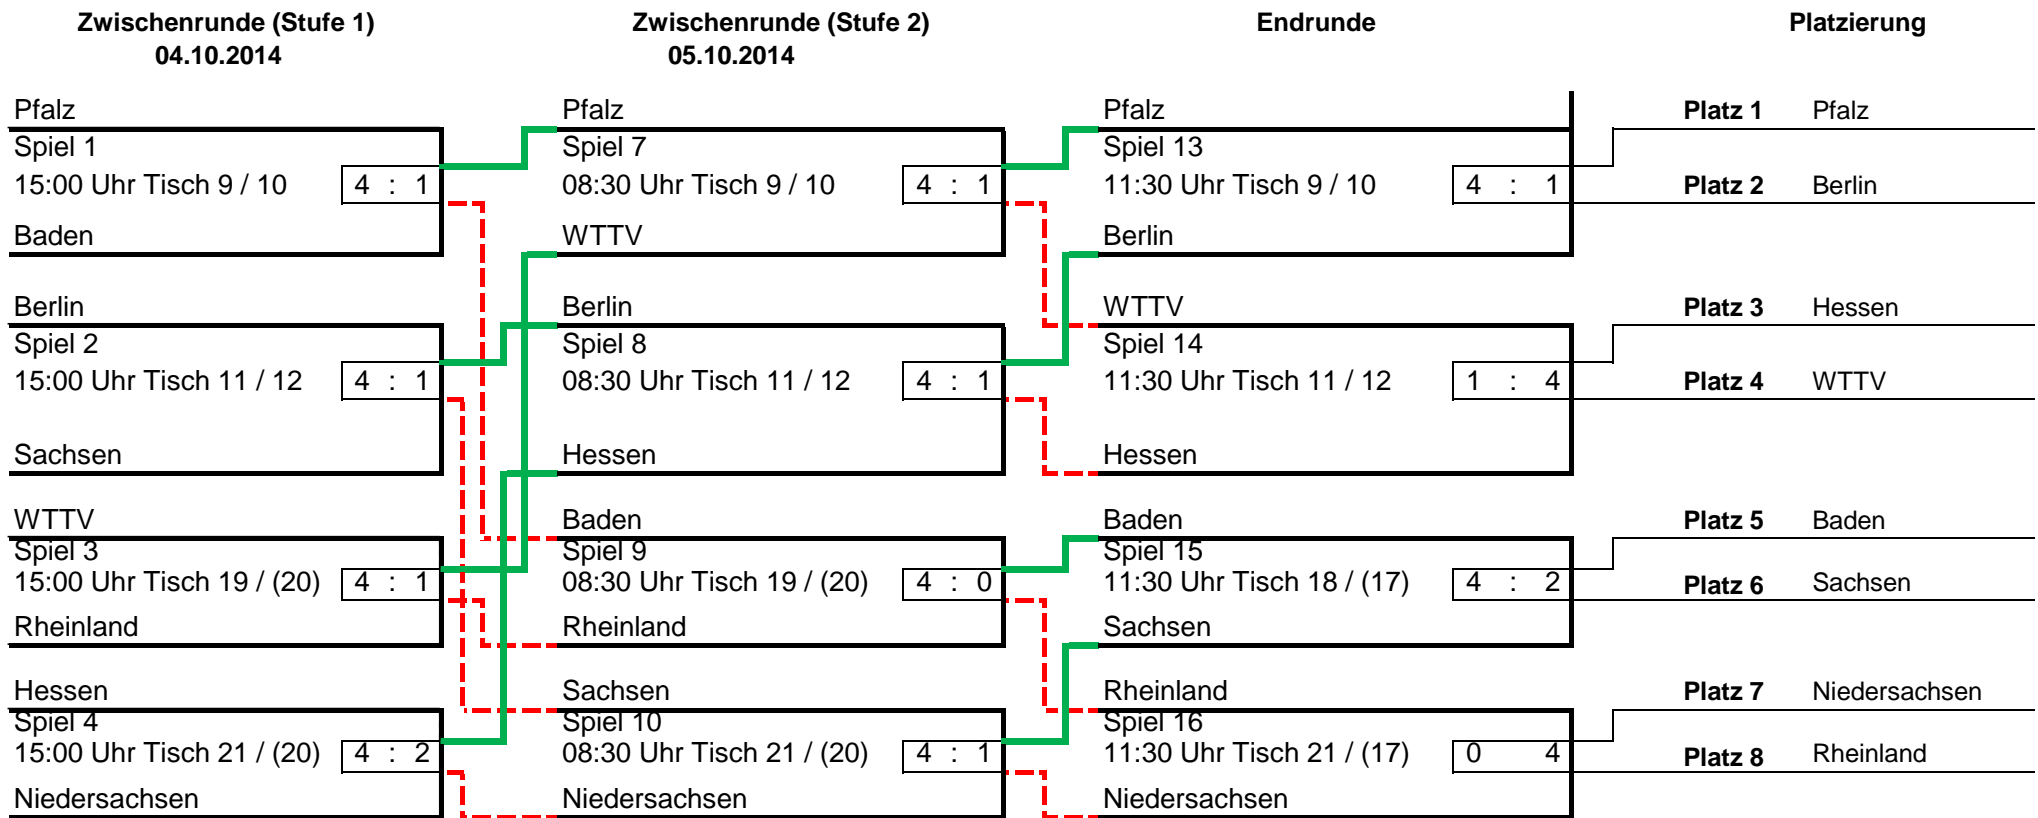 Zwischenrunde (Stufe 1) Zwischenrunde (Stufe 2) Endrunde Platzierung
04.10.2014 05.10.2014
Pfalz Pfalz Pfalz Platz 1 Pfalz
Spiel 1 Spiel 7 Spiel 13
15:00 Uhr Tisch 9 / 10 4 : 1 08:30 Uhr Tisch 9 / 10 4 : 1 11:30 Uhr Tisch 9 / 10 4 : 1 Platz 2 Berlin
Baden WTTV Berlin
Berlin Berlin WTTV Platz 3 Hessen
Spiel 2 Spiel 8 Spiel 14
15:00 Uhr Tisch 11 / 12 4 : 1 08:30 Uhr Tisch 11 / 12 4 : 1 11:30 Uhr Tisch 11 / 12 1 : 4 Platz 4 WTTV
Sachsen Hessen Hessen
WTTV Baden Baden Platz 5 Baden
Spiel 3 Spiel 9 Spiel 15
15:00 Uhr Tisch 19 / (20) 4 : 1 08:30 Uhr Tisch 19 / (20) 4 : 0 11:30 Uhr Tisch 18 / (17) 4 : 2 Platz 6 Sachsen
Rheinland Rheinland Sachsen
Hessen Sachsen Rheinland Platz 7 Niedersachsen
Spiel 4 Spiel 10 Spiel 16
15:00 Uhr Tisch 21 / (20) 4 : 2 08:30 Uhr Tisch 21 / (20) 4 : 1 11:30 Uhr Tisch 21 / (17) 0 4 Platz 8 Rheinland
Niedersachsen Niedersachsen Niedersachsen